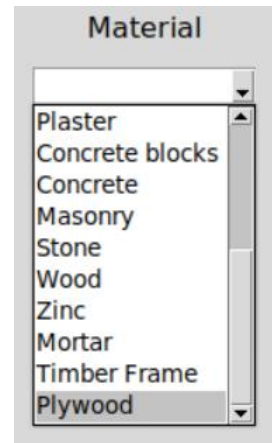 Material
Plaster
Concrete blocks
Concrete
Masonry
Stone
Wood
Zinc
Mortar
Timber Frame
Plywood